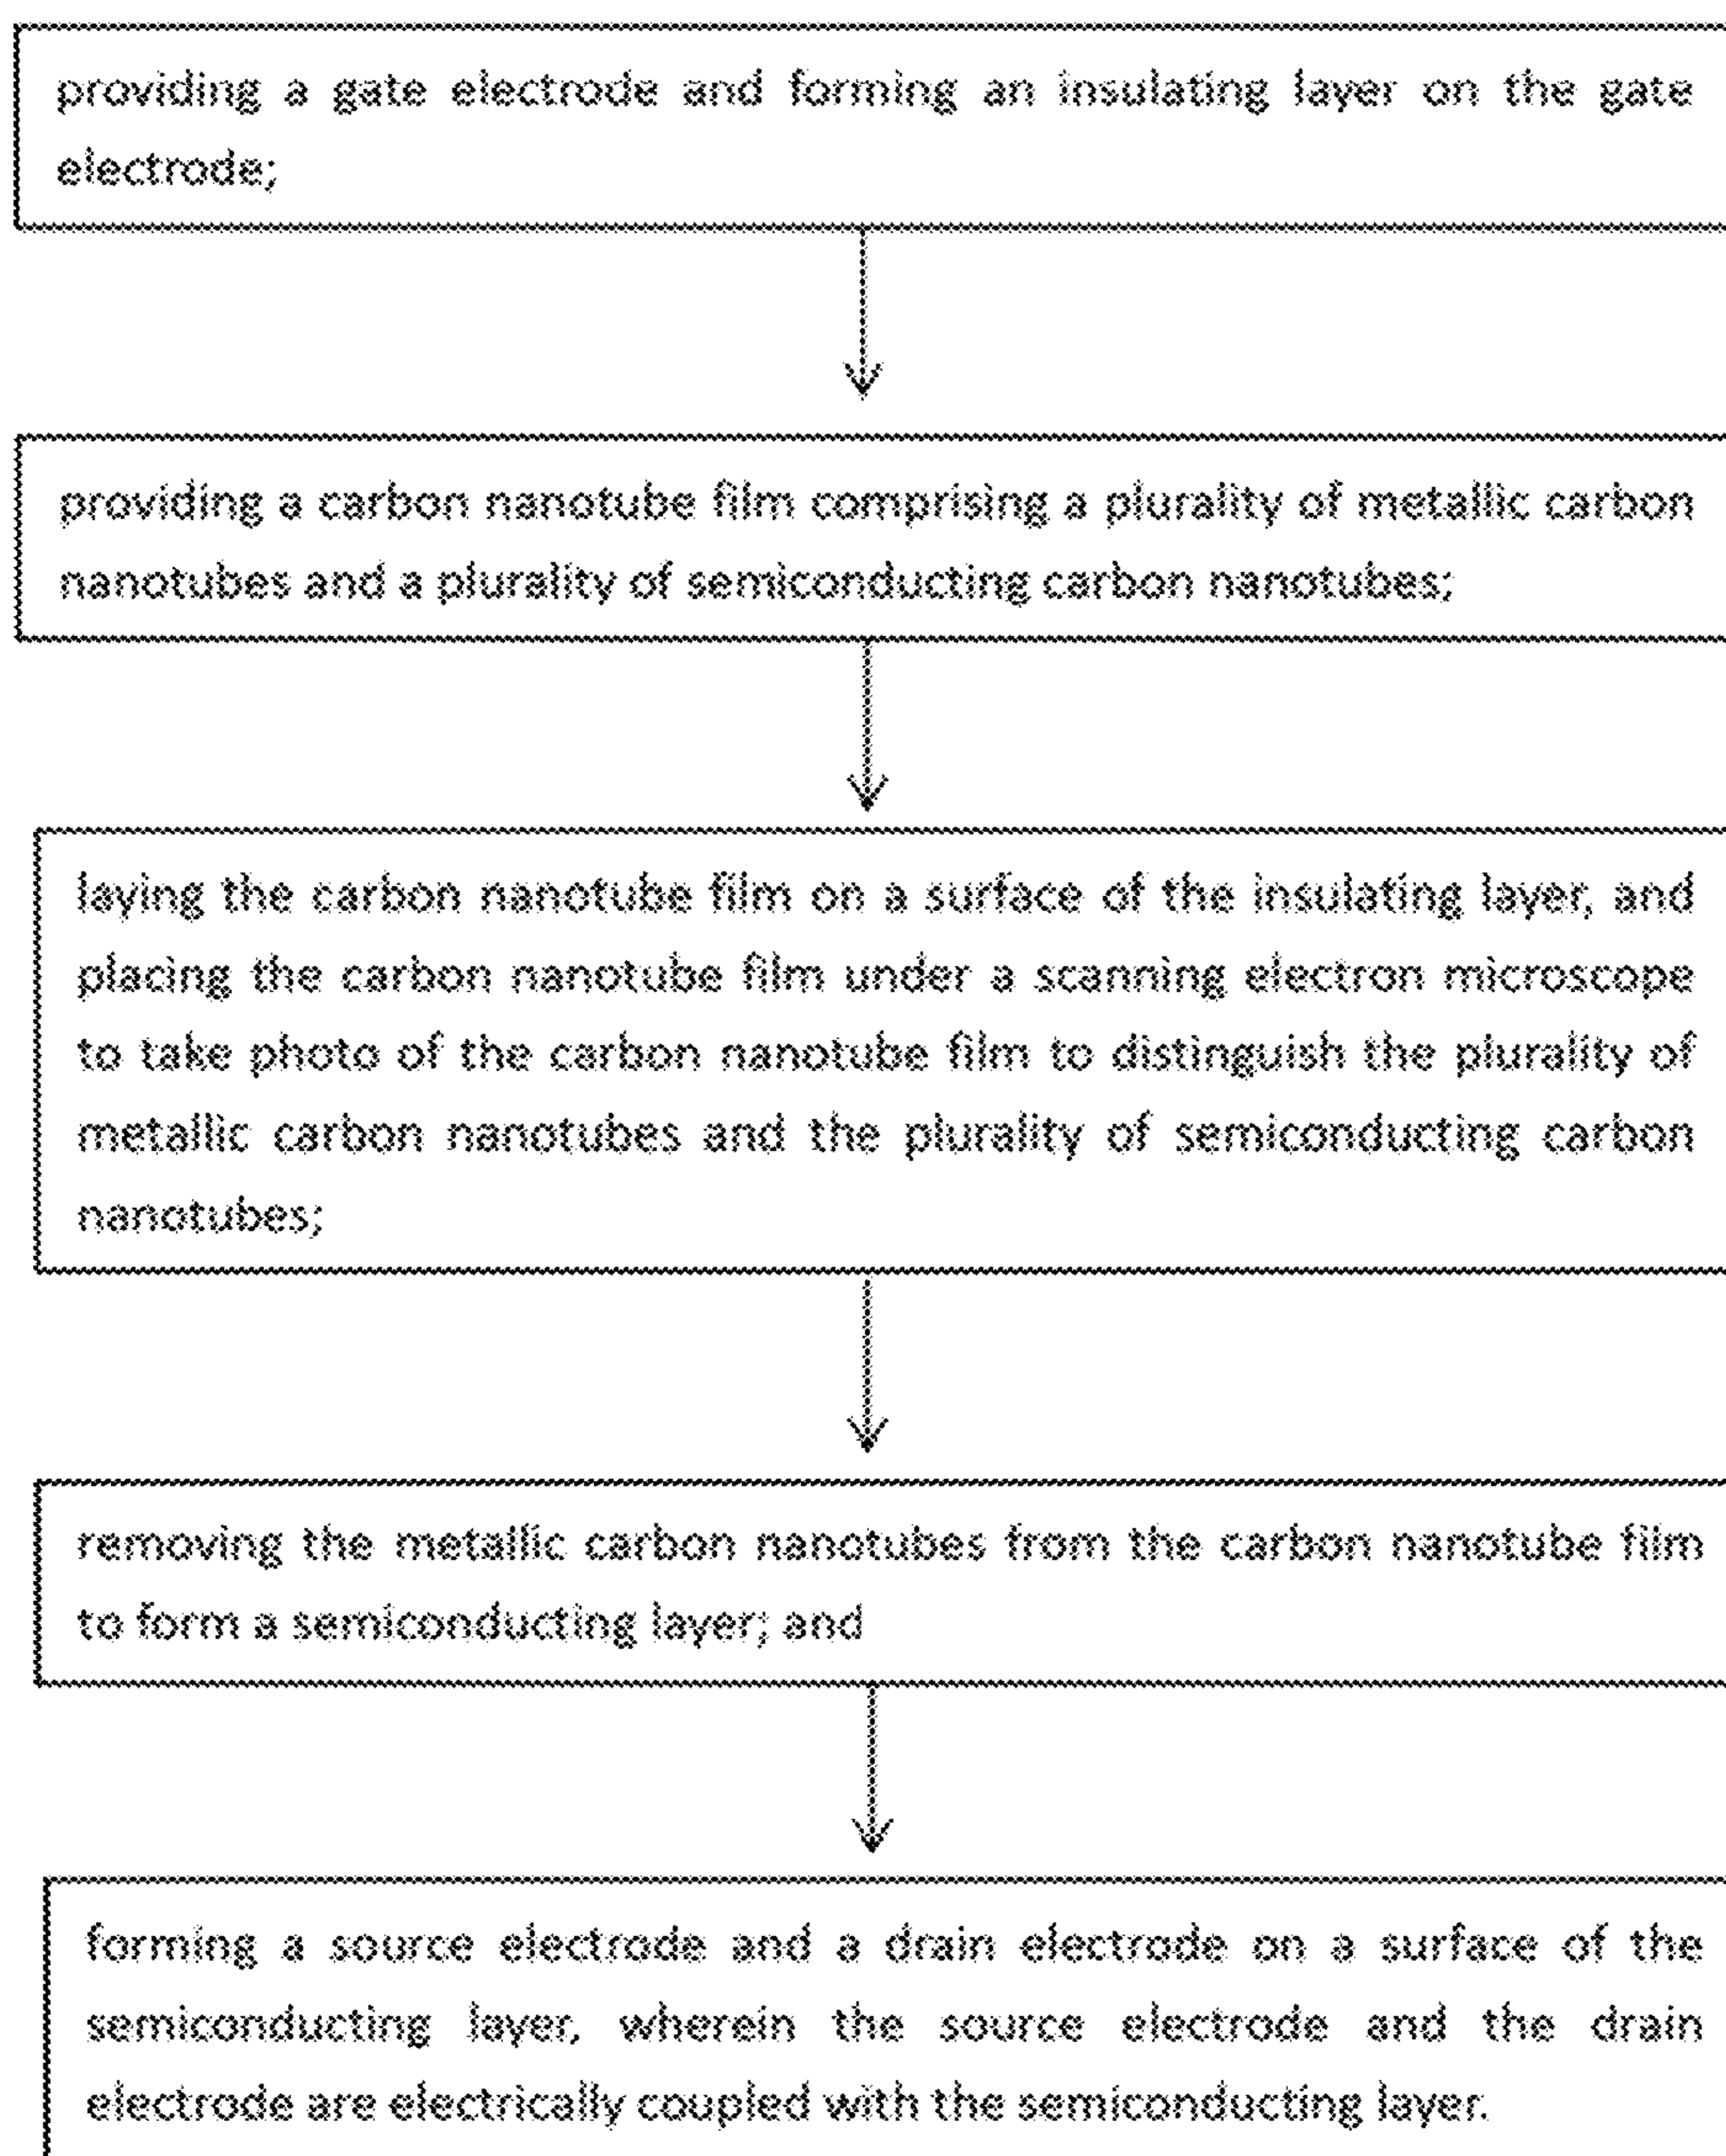 providing a gate electrode and forming an insulating layer on the gate
electrode;
providing a carbon nanotube film comprising a plurality of metallic carbon
nanotubes and a plurality of semiconducting carbon nanotubes;
laying the carbon nanotube film on a surface of the insulating layer, and
placing the carbon nanotube film under a scanning electron microscope
to take photo of the carbon nanotube film to distinguish the plurality of
metallic carbon nanotubes and the plurality of semiconducting carbon
nanotubes;
removing the metallic carbon nanotubes from the carbon nanotube film
to form a semiconducting layer; and
forming a source electrode and a drain electrode on a surface of the
semiconducting layer, wherein the source electrode and the drain
electrode are electrically coupled with the semiconducting layer.